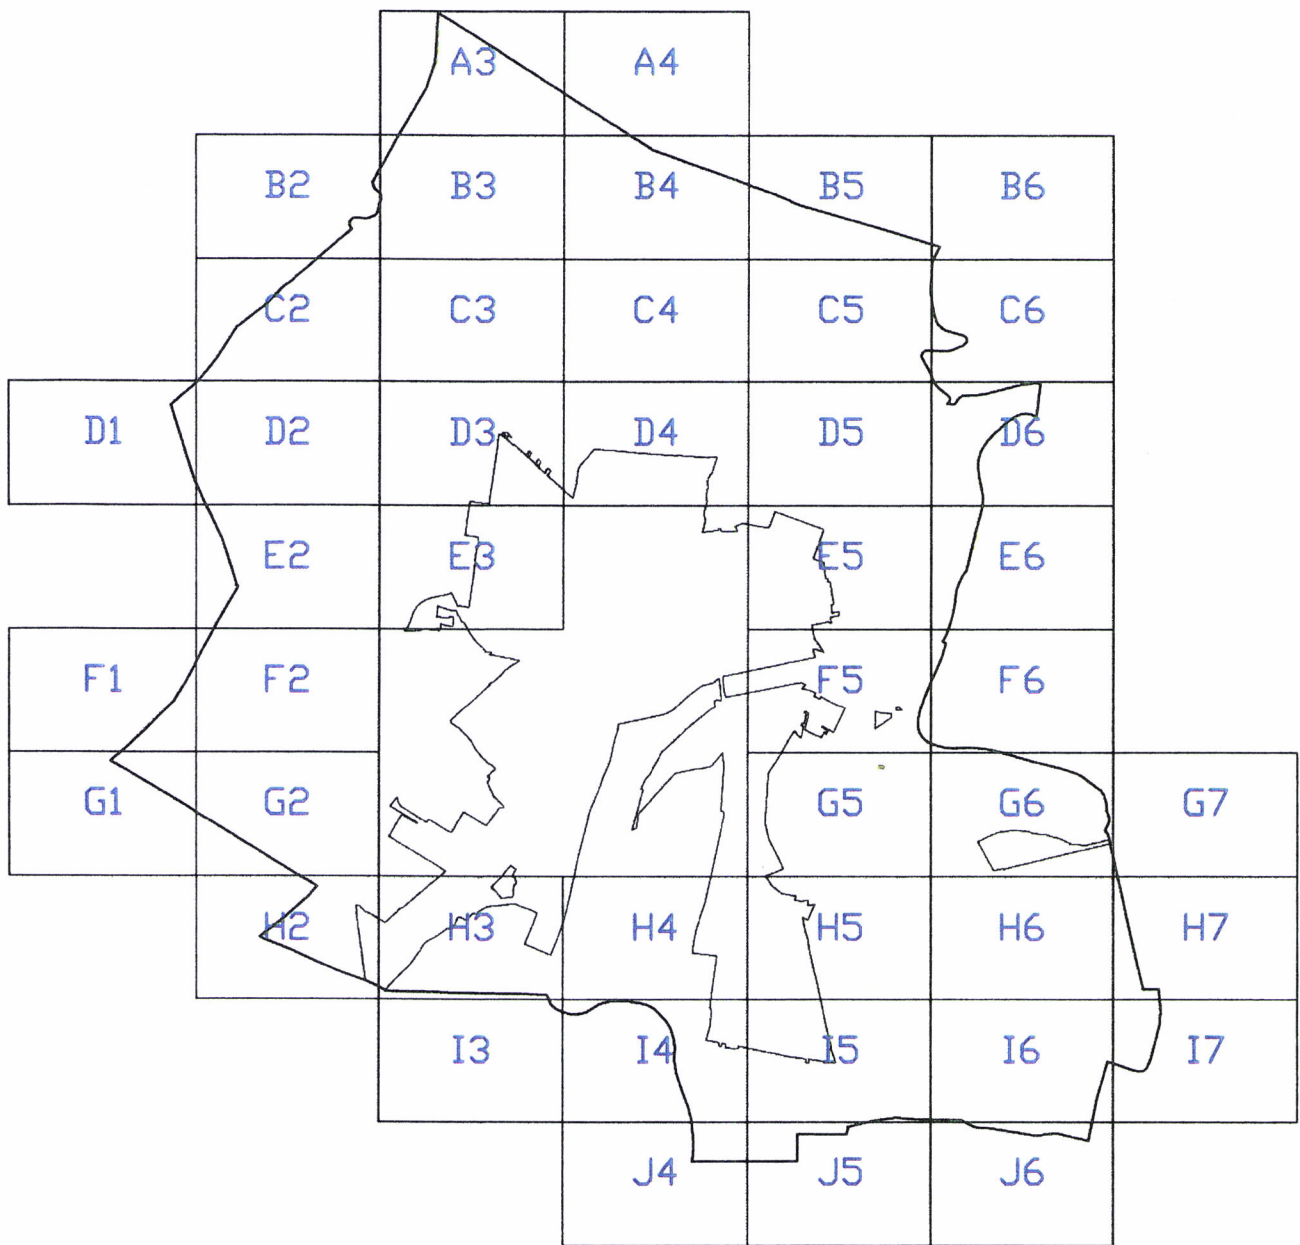 A3 A4
B2 B3 B4 B5 B6
C2 C3 C4 C5 C6
D1 D2 D3 D4 D5 D6
E2 E3 E5 E6
F1 F2 F5 F6
G1 G2 G5 G6 G7
H2 H3 H4 H5 H6 H7
I3 I4 I5 I6 I7
J4 J5 J6